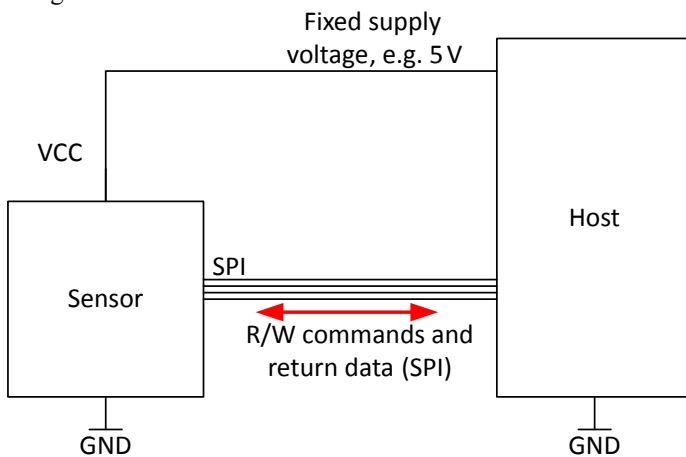 Fixed supply
voltage, e.g. 5 V
VCC
Host
SPI
Sensor
R/W commands and
return data (SPI)
GND
GND